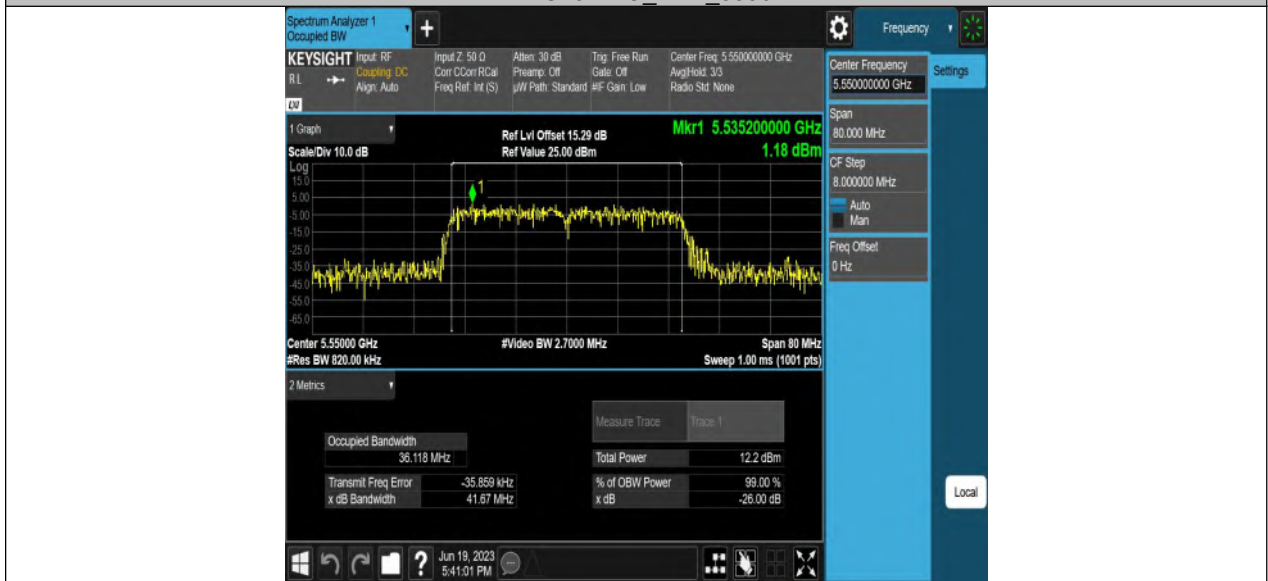 Spectrum Analyzer 1
Occupied BW
Frequency
KEYSIGHT
RL
LXI
Input: RF
Coupling: DC
Align: Auto
Input Z: 50 Ω
Corr CCorr RCal
Freq Ref: Int (S)
Atten: 30 dB
Preamp: Off
µW Path: Standard
Trig: Free Run
Gate: Off
#IF Gain: Low
Center Freq: 5.550000000 GHz
Avg|Hold: 3/3
Radio Std: None
Center Frequency
5.550000000 GHz
Settings
Span
80.000 MHz
CF Step
8.000000 MHz
Auto
Man
Freq Offset
0 Hz
Local
1 Graph
Scale/Div 10.0 dB
Ref Lvl Offset 15.29 dB
Ref Value 25.00 dBm
Mkr1 5.535200000 GHz
1.18 dBm
Log
15.0
5.00
-5.00
-15.0
-25.0
-35.0
-45.0
-55.0
-65.0
1
Center 5.55000 GHz
#Video BW 2.7000 MHz
Span 80 MHz
#Res BW 820.00 kHz
Sweep 1.00 ms (1001 pts)
2 Metrics
Measure Trace Trace 1
Occupied Bandwidth
36.118 MHz
Total Power 12.2 dBm
Transmit Freq Error -35.859 kHz
% of OBW Power 99.00 %
x dB Bandwidth 41.67 MHz
x dB -26.00 dB
?
Jun 19, 2023
5:41:01 PM